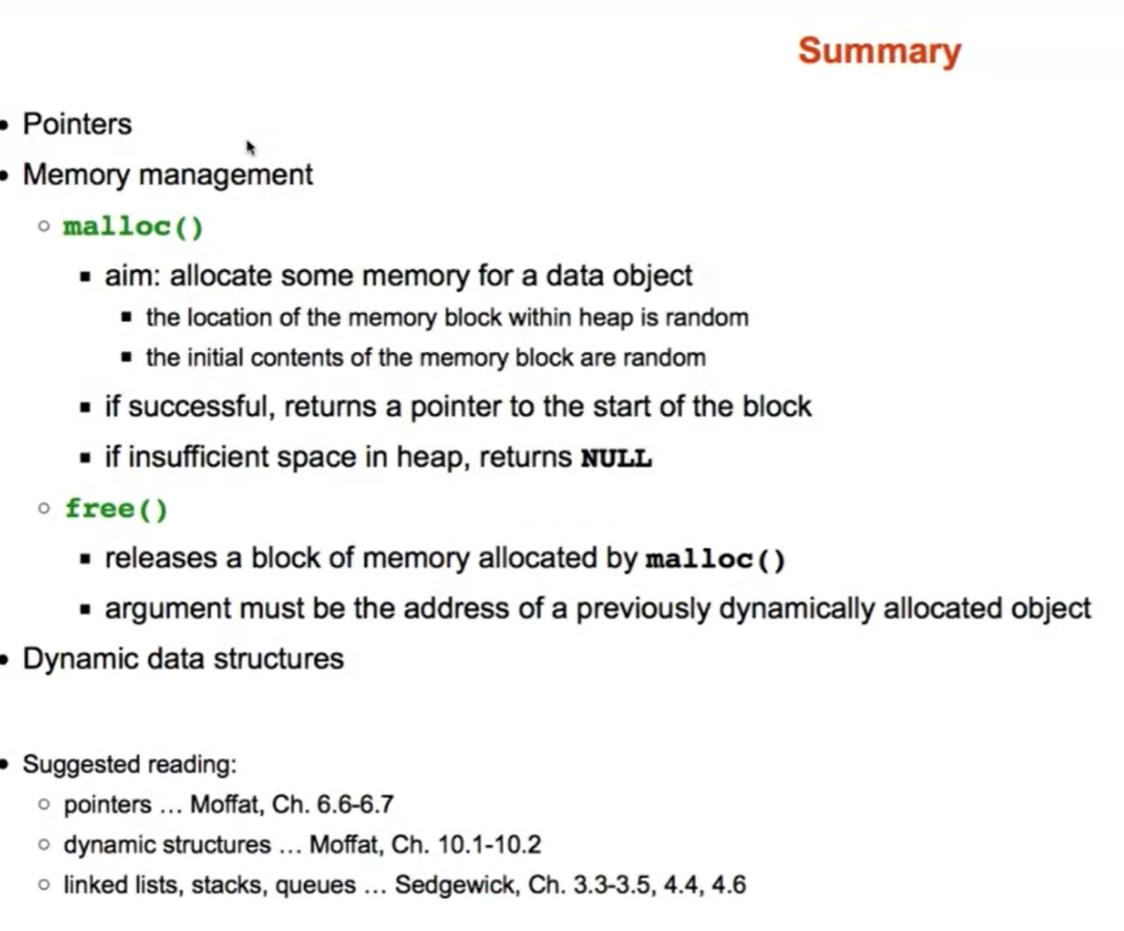 Summary
• Pointers
• Memory management
○ malloc()
▪ aim: allocate some memory for a data object
▪ the location of the memory block within heap is random
▪ the initial contents of the memory block are random
▪ if successful, returns a pointer to the start of the block
▪ if insufficient space in heap, returns NULL
○ free()
▪ releases a block of memory allocated by malloc()
▪ argument must be the address of a previously dynamically allocated object
• Dynamic data structures
• Suggested reading:
○ pointers ... Moffat, Ch. 6.6-6.7
○ dynamic structures ... Moffat, Ch. 10.1-10.2
○ linked lists, stacks, queues ... Sedgewick, Ch. 3.3-3.5, 4.4, 4.6